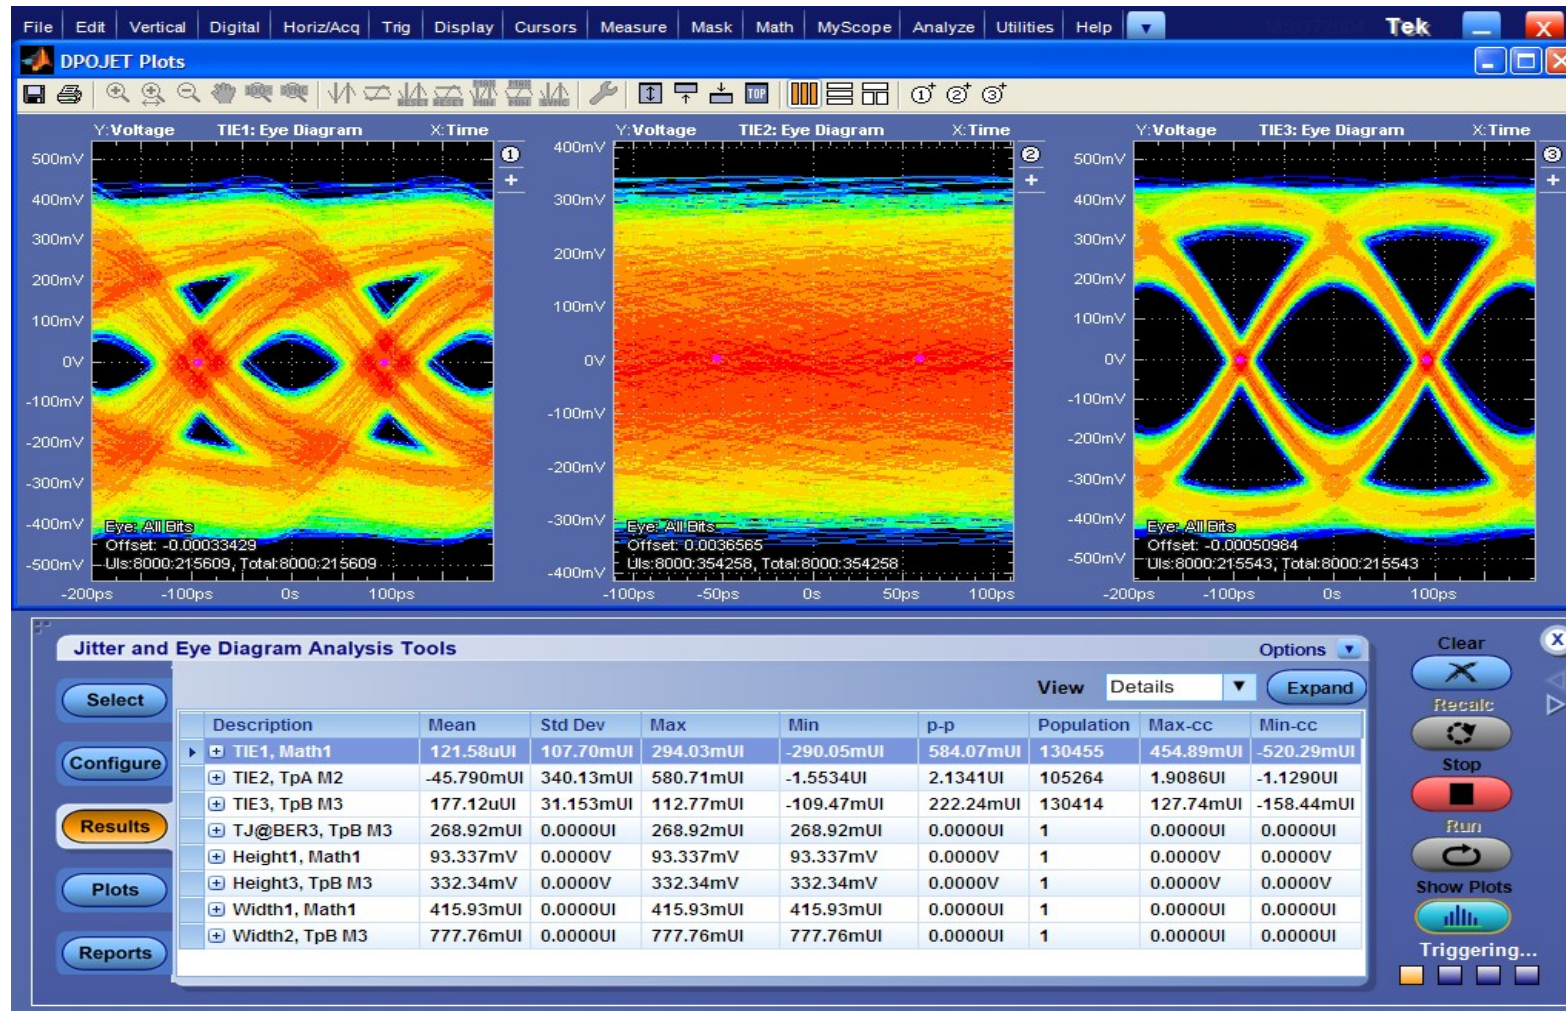 File Edit Vertical Digital Horiz/Acq Trig Display Cursors Measure Mask Math MyScope Analyze Utilities Help Tek X
DPOJET Plots
TOP 1+ 2+ 3+
Y:Voltage TIE1: Eye Diagram X:Time
500mV
400mV
300mV
200mV
100mV
0V
-100mV
-200mV
-300mV
-400mV
-500mV
Eye: All Bits
Offset: -0.00033429
UIs:8000:215609, Total:8000:215609
-200ps -100ps 0s 100ps
1
+
Y:Voltage TIE2: Eye Diagram X:Time
400mV
300mV
200mV
100mV
0V
-100mV
-200mV
-300mV
-400mV
Eye: All Bits
Offset: 0.0036565
UIs:8000:354258, Total:8000:354258
-100ps -50ps 0s 50ps 100ps
2
+
Y:Voltage TIE3: Eye Diagram X:Time
500mV
400mV
300mV
200mV
100mV
0V
-100mV
-200mV
-300mV
-400mV
-500mV
Eye: All Bits
Offset: -0.00050984
UIs:8000:215543, Total:8000:215543
-200ps -100ps 0s 100ps
3
+
Jitter and Eye Diagram Analysis Tools Options
View Details Expand
Select
Configure
Results
Plots
Reports
Description Mean Std Dev Max Min p-p Population Max-cc Min-cc
TIE1, Math1 121.58uUI 107.70mUI 294.03mUI -290.05mUI 584.07mUI 130455 454.89mUI -520.29mUI
TIE2, TpA M2 -45.790mUI 340.13mUI 580.71mUI -1.5534UI 2.1341UI 105264 1.9086UI -1.1290UI
TIE3, TpB M3 177.12uUI 31.153mUI 112.77mUI -109.47mUI 222.24mUI 130414 127.74mUI -158.44mUI
TJ@BER3, TpB M3 268.92mUI 0.0000UI 268.92mUI 268.92mUI 0.0000UI 1 0.0000UI 0.0000UI
Height1, Math1 93.337mV 0.0000V 93.337mV 93.337mV 0.0000V 1 0.0000V 0.0000V
Height3, TpB M3 332.34mV 0.0000V 332.34mV 332.34mV 0.0000V 1 0.0000V 0.0000V
Width1, Math1 415.93mUI 0.0000UI 415.93mUI 415.93mUI 0.0000UI 1 0.0000UI 0.0000UI
Width2, TpB M3 777.76mUI 0.0000UI 777.76mUI 777.76mUI 0.0000UI 1 0.0000UI 0.0000UI
Clear
Recalc
Stop
Run
Show Plots
Triggering...
X